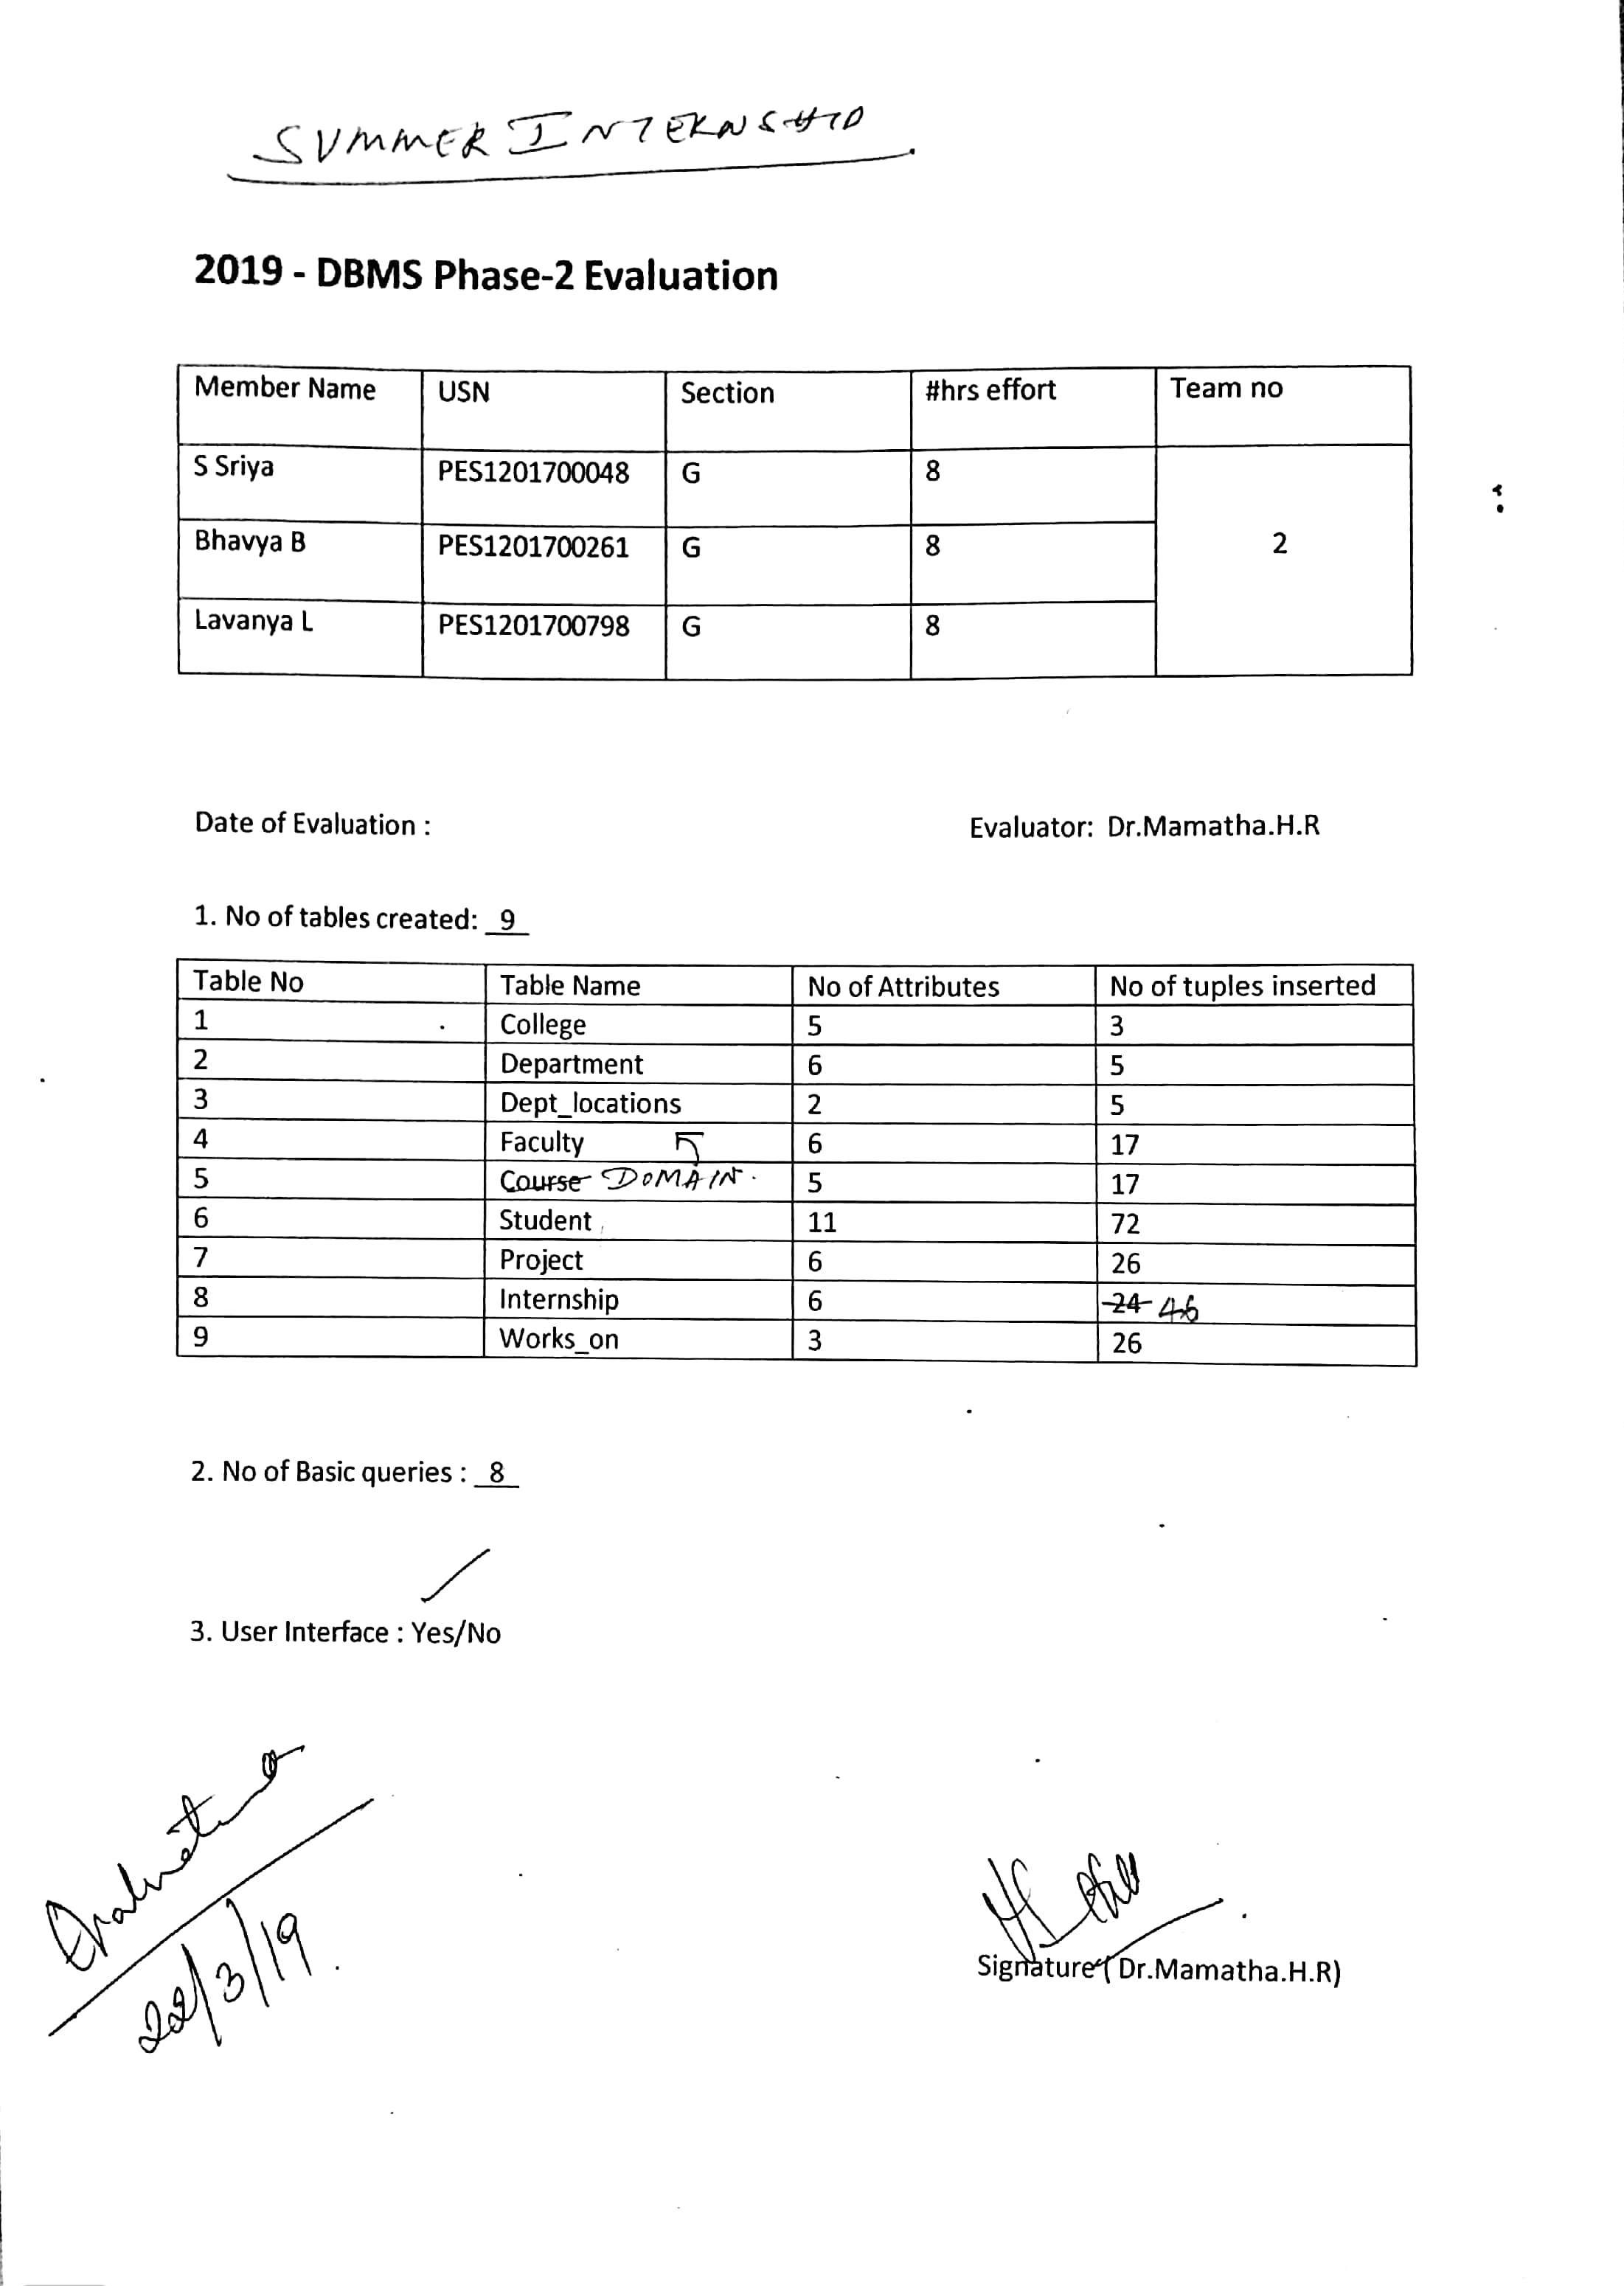 SUMMER INTERNSHIP.
2019 - DBMS Phase-2 Evaluation
Member Name USN Section #hrs effort Team no
S Sriya PES1201700048 G 8
Bhavya B PES1201700261 G 8 2
Lavanya L PES1201700798 G 8
Date of Evaluation : Evaluator: Dr.Mamatha.H.R
1. No of tables created: 9
Table No Table Name No of Attributes No of tuples inserted
1 College 5 3
2 Department 6 5
3 Dept_locations 2 5
4 Faculty 6 17
5 Course DOMAIN. 5 17
6 Student 11 72
7 Project 6 26
8 Internship 6 24 46
9 Works_on 3 26
2. No of Basic queries : 8
3. User Interface : Yes/No
22/3/19.
Signature( Dr.Mamatha.H.R)